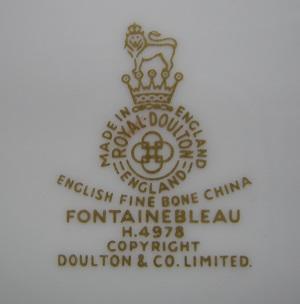 MADE IN ENGLAND
ROYAL·DOULTON
ENGLAND
ENGLISH FINE BONE CHINA
FONTAINEBLEAU
H.4978
COPYRIGHT
DOULTON & CO. LIMITED.